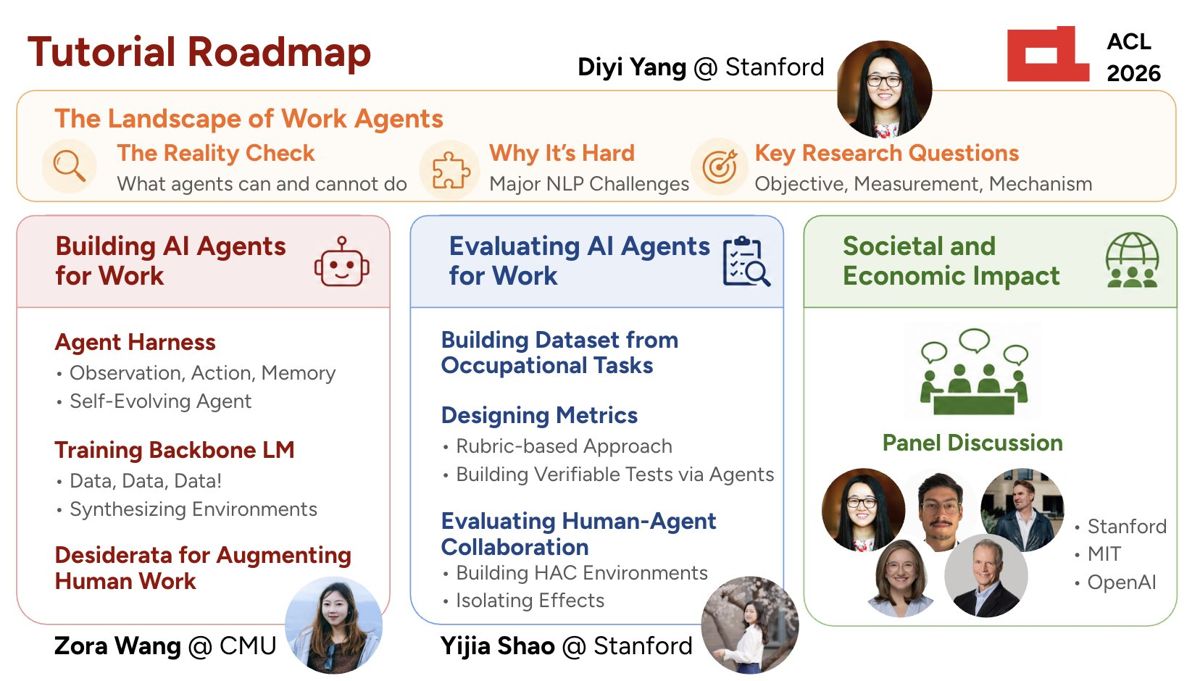 Tutorial Roadmap
Diyi Yang @ Stanford
ACL
2026
The Landscape of Work Agents
The Reality Check
What agents can and cannot do
Why It's Hard
Major NLP Challenges
Key Research Questions
Objective, Measurement, Mechanism
Building AI Agents
for Work
Agent Harness
• Observation, Action, Memory
• Self-Evolving Agent
Training Backbone LM
• Data, Data, Data!
• Synthesizing Environments
Desiderata for Augmenting
Human Work
Zora Wang @ CMU
Evaluating AI Agents
for Work
Building Dataset from
Occupational Tasks
Designing Metrics
• Rubric-based Approach
• Building Verifiable Tests via Agents
Evaluating Human-Agent
Collaboration
• Building HAC Environments
• Isolating Effects
Yijia Shao @ Stanford
Societal and
Economic Impact
Panel Discussion
• Stanford
• MIT
• OpenAI